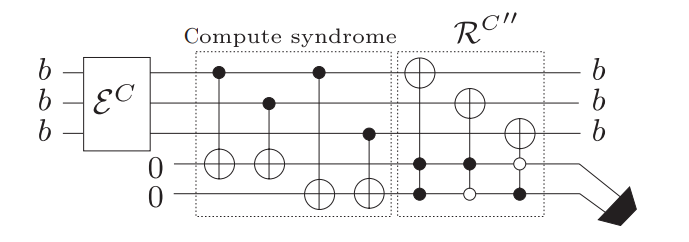 Compute syndrome
𝓡^{C''}
b b
b 𝓔^C b
b b
0
0